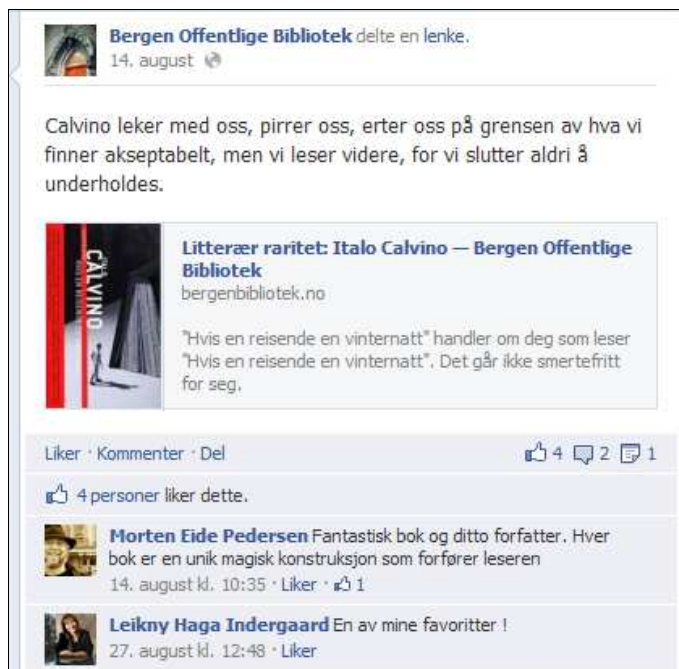 Bergen Offentlige Bibliotek delte en lenke.
14. august
Calvino leker med oss, pirrer oss, erter oss på grensen av hva vi
finner akseptabelt, men vi leser videre, for vi slutter aldri å
underholdes.
CALVINO
Litterær raritet: Italo Calvino — Bergen Offentlige
Bibliotek
bergenbibliotek.no
"Hvis en reisende en vinternatt" handler om deg som leser
"Hvis en reisende en vinternatt". Det går ikke smertefritt
for seg.
Liker · Kommenter · Del 4 2 1
4 personer liker dette.
Morten Eide Pedersen Fantastisk bok og ditto forfatter. Hver
bok er en unik magisk konstruksjon som forfører leseren
14. august kl. 10:35 · Liker · 1
Leikny Haga Indergaard En av mine favoritter !
27. august kl. 12:48 · Liker